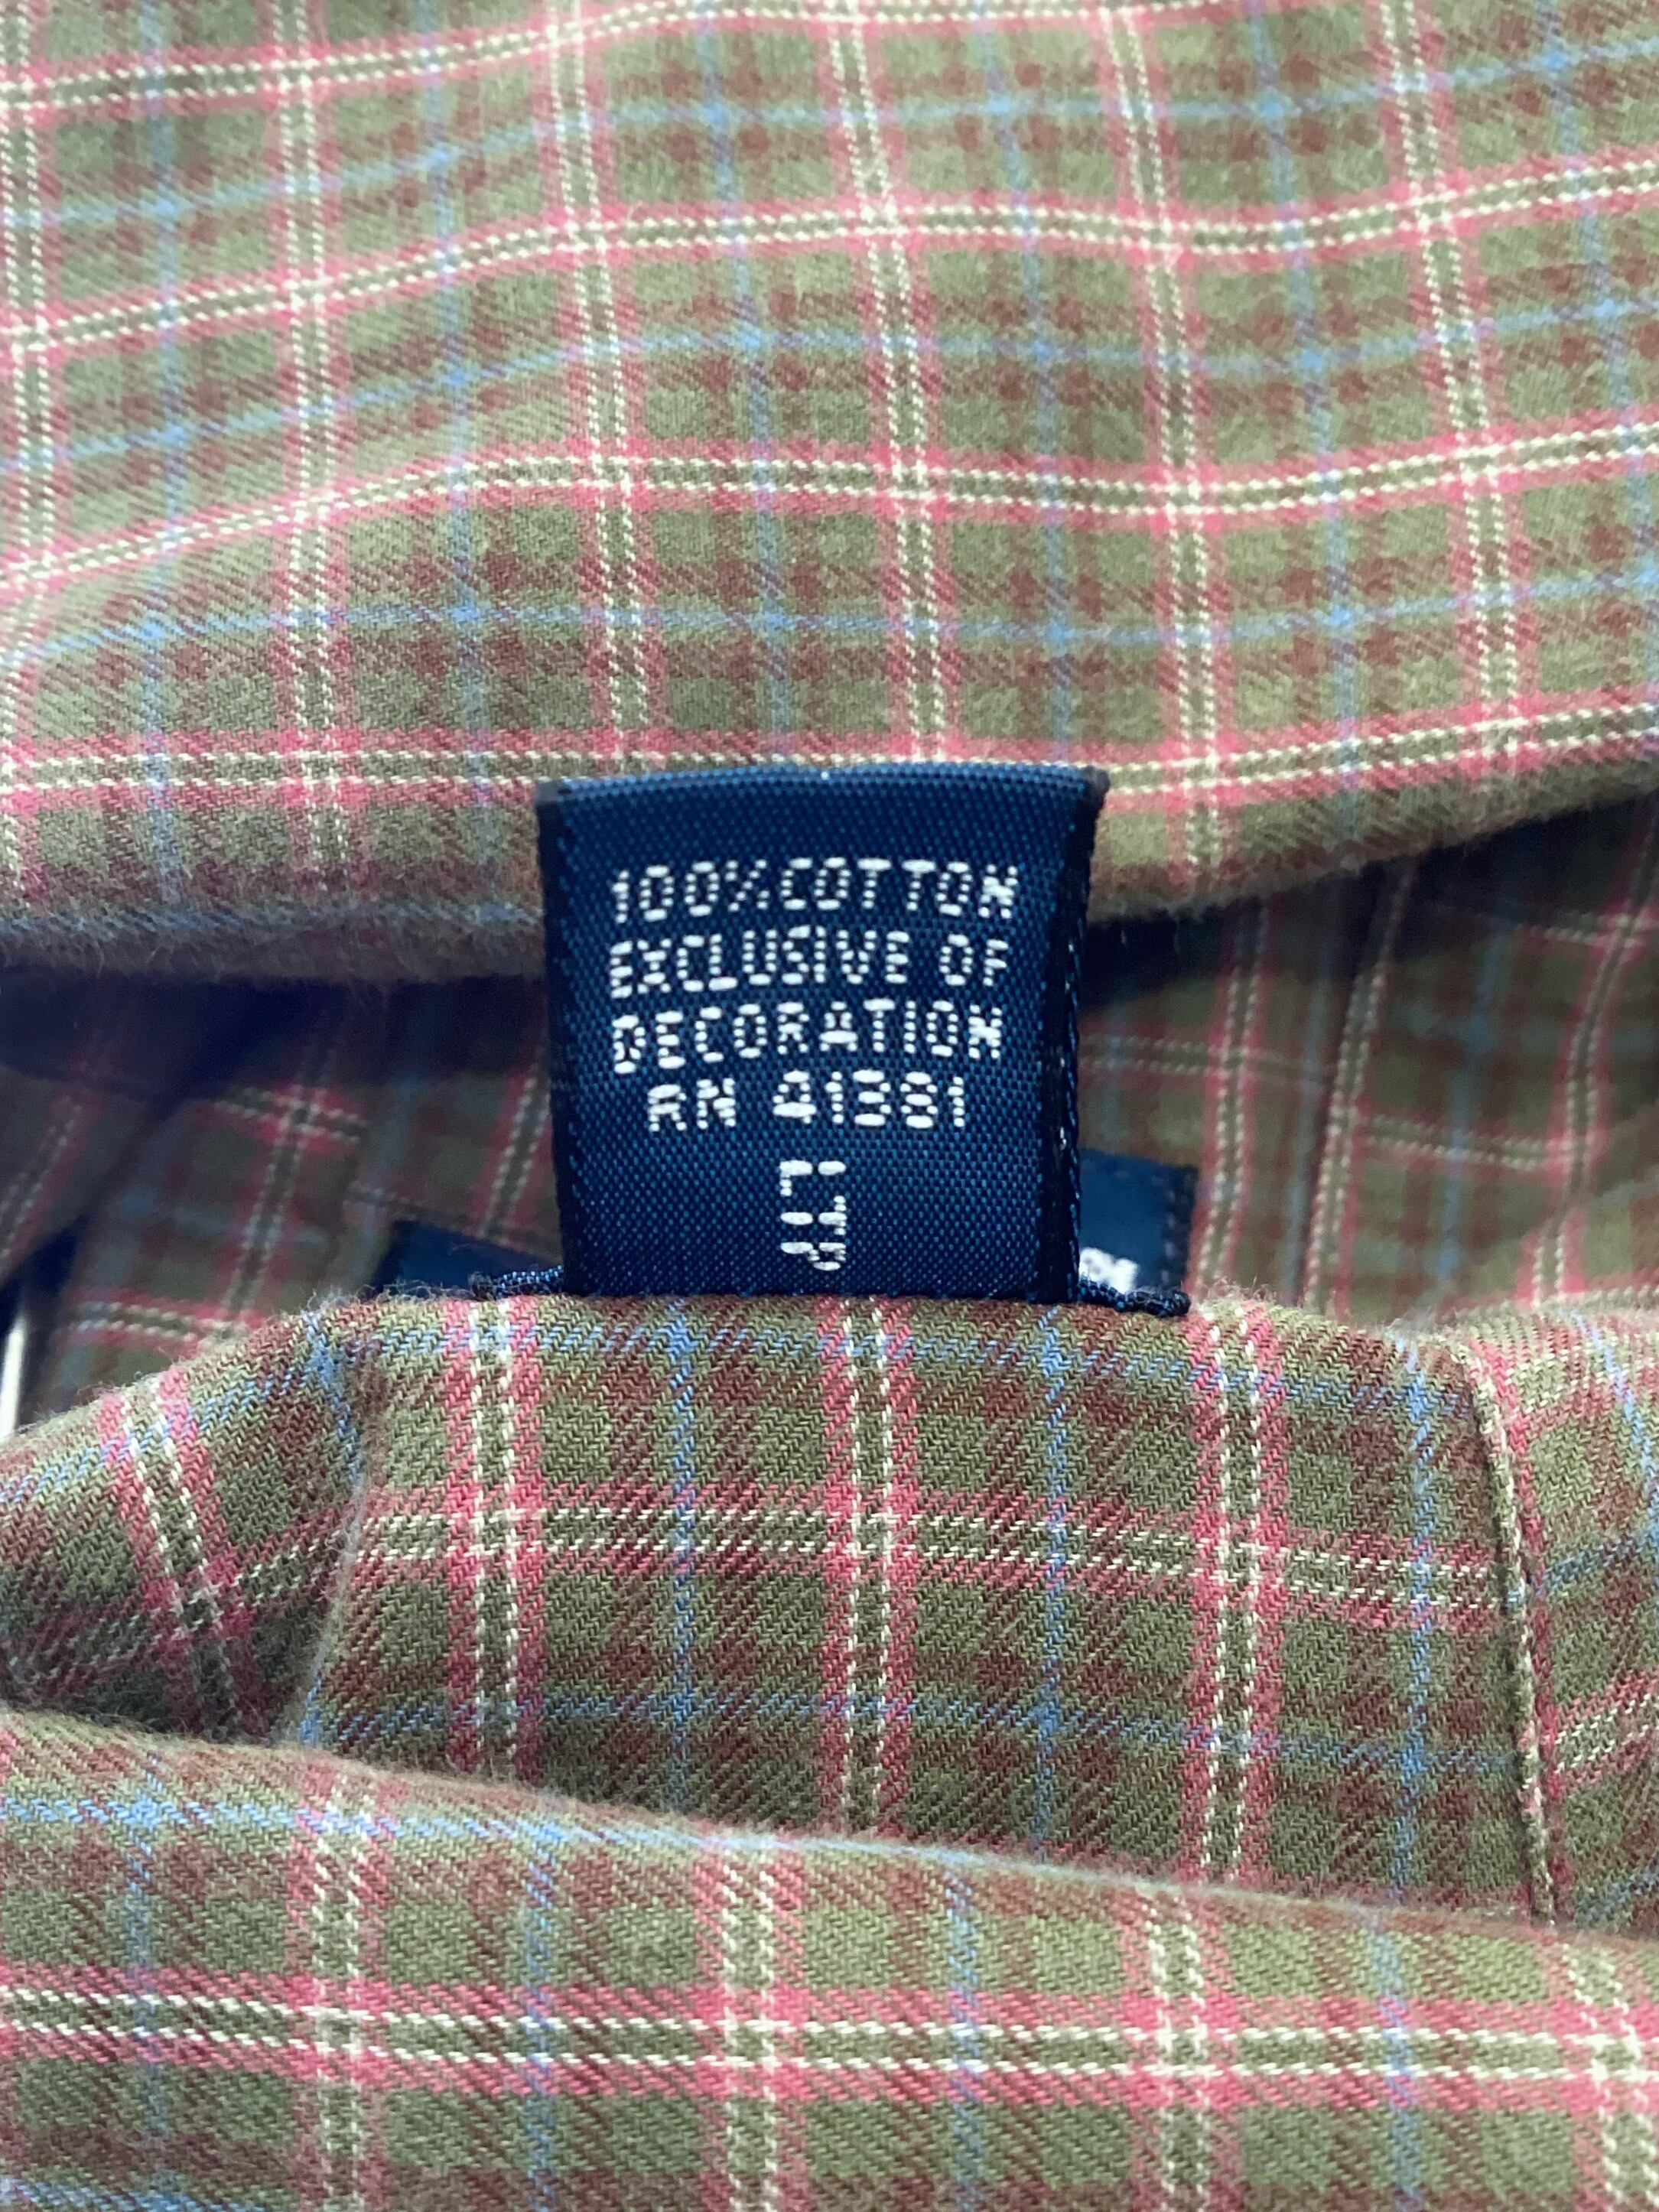 100% COTTON
EXCLUSIVE OF
DECORATION
RN 41381